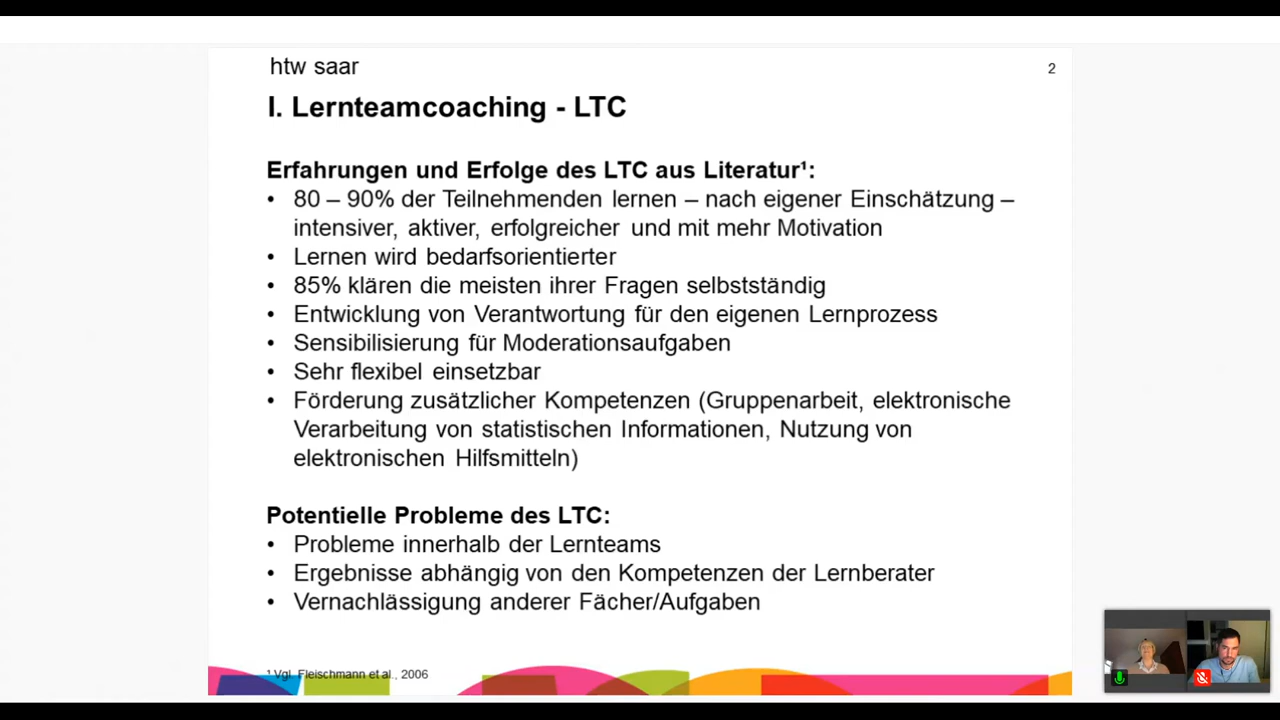 htw saar
2
I. Lernteamcoaching - LTC
Erfahrungen und Erfolge des LTC aus Literatur¹:
• 80 – 90% der Teilnehmenden lernen – nach eigener Einschätzung –
intensiver, aktiver, erfolgreicher und mit mehr Motivation
• Lernen wird bedarfsorientierter
• 85% klären die meisten ihrer Fragen selbstständig
• Entwicklung von Verantwortung für den eigenen Lernprozess
• Sensibilisierung für Moderationsaufgaben
• Sehr flexibel einsetzbar
• Förderung zusätzlicher Kompetenzen (Gruppenarbeit, elektronische
Verarbeitung von statistischen Informationen, Nutzung von
elektronischen Hilfsmitteln)
Potentielle Probleme des LTC:
• Probleme innerhalb der Lernteams
• Ergebnisse abhängig von den Kompetenzen der Lernberater
• Vernachlässigung anderer Fächer/Aufgaben
¹ Vgl. Fleischmann et al., 2006